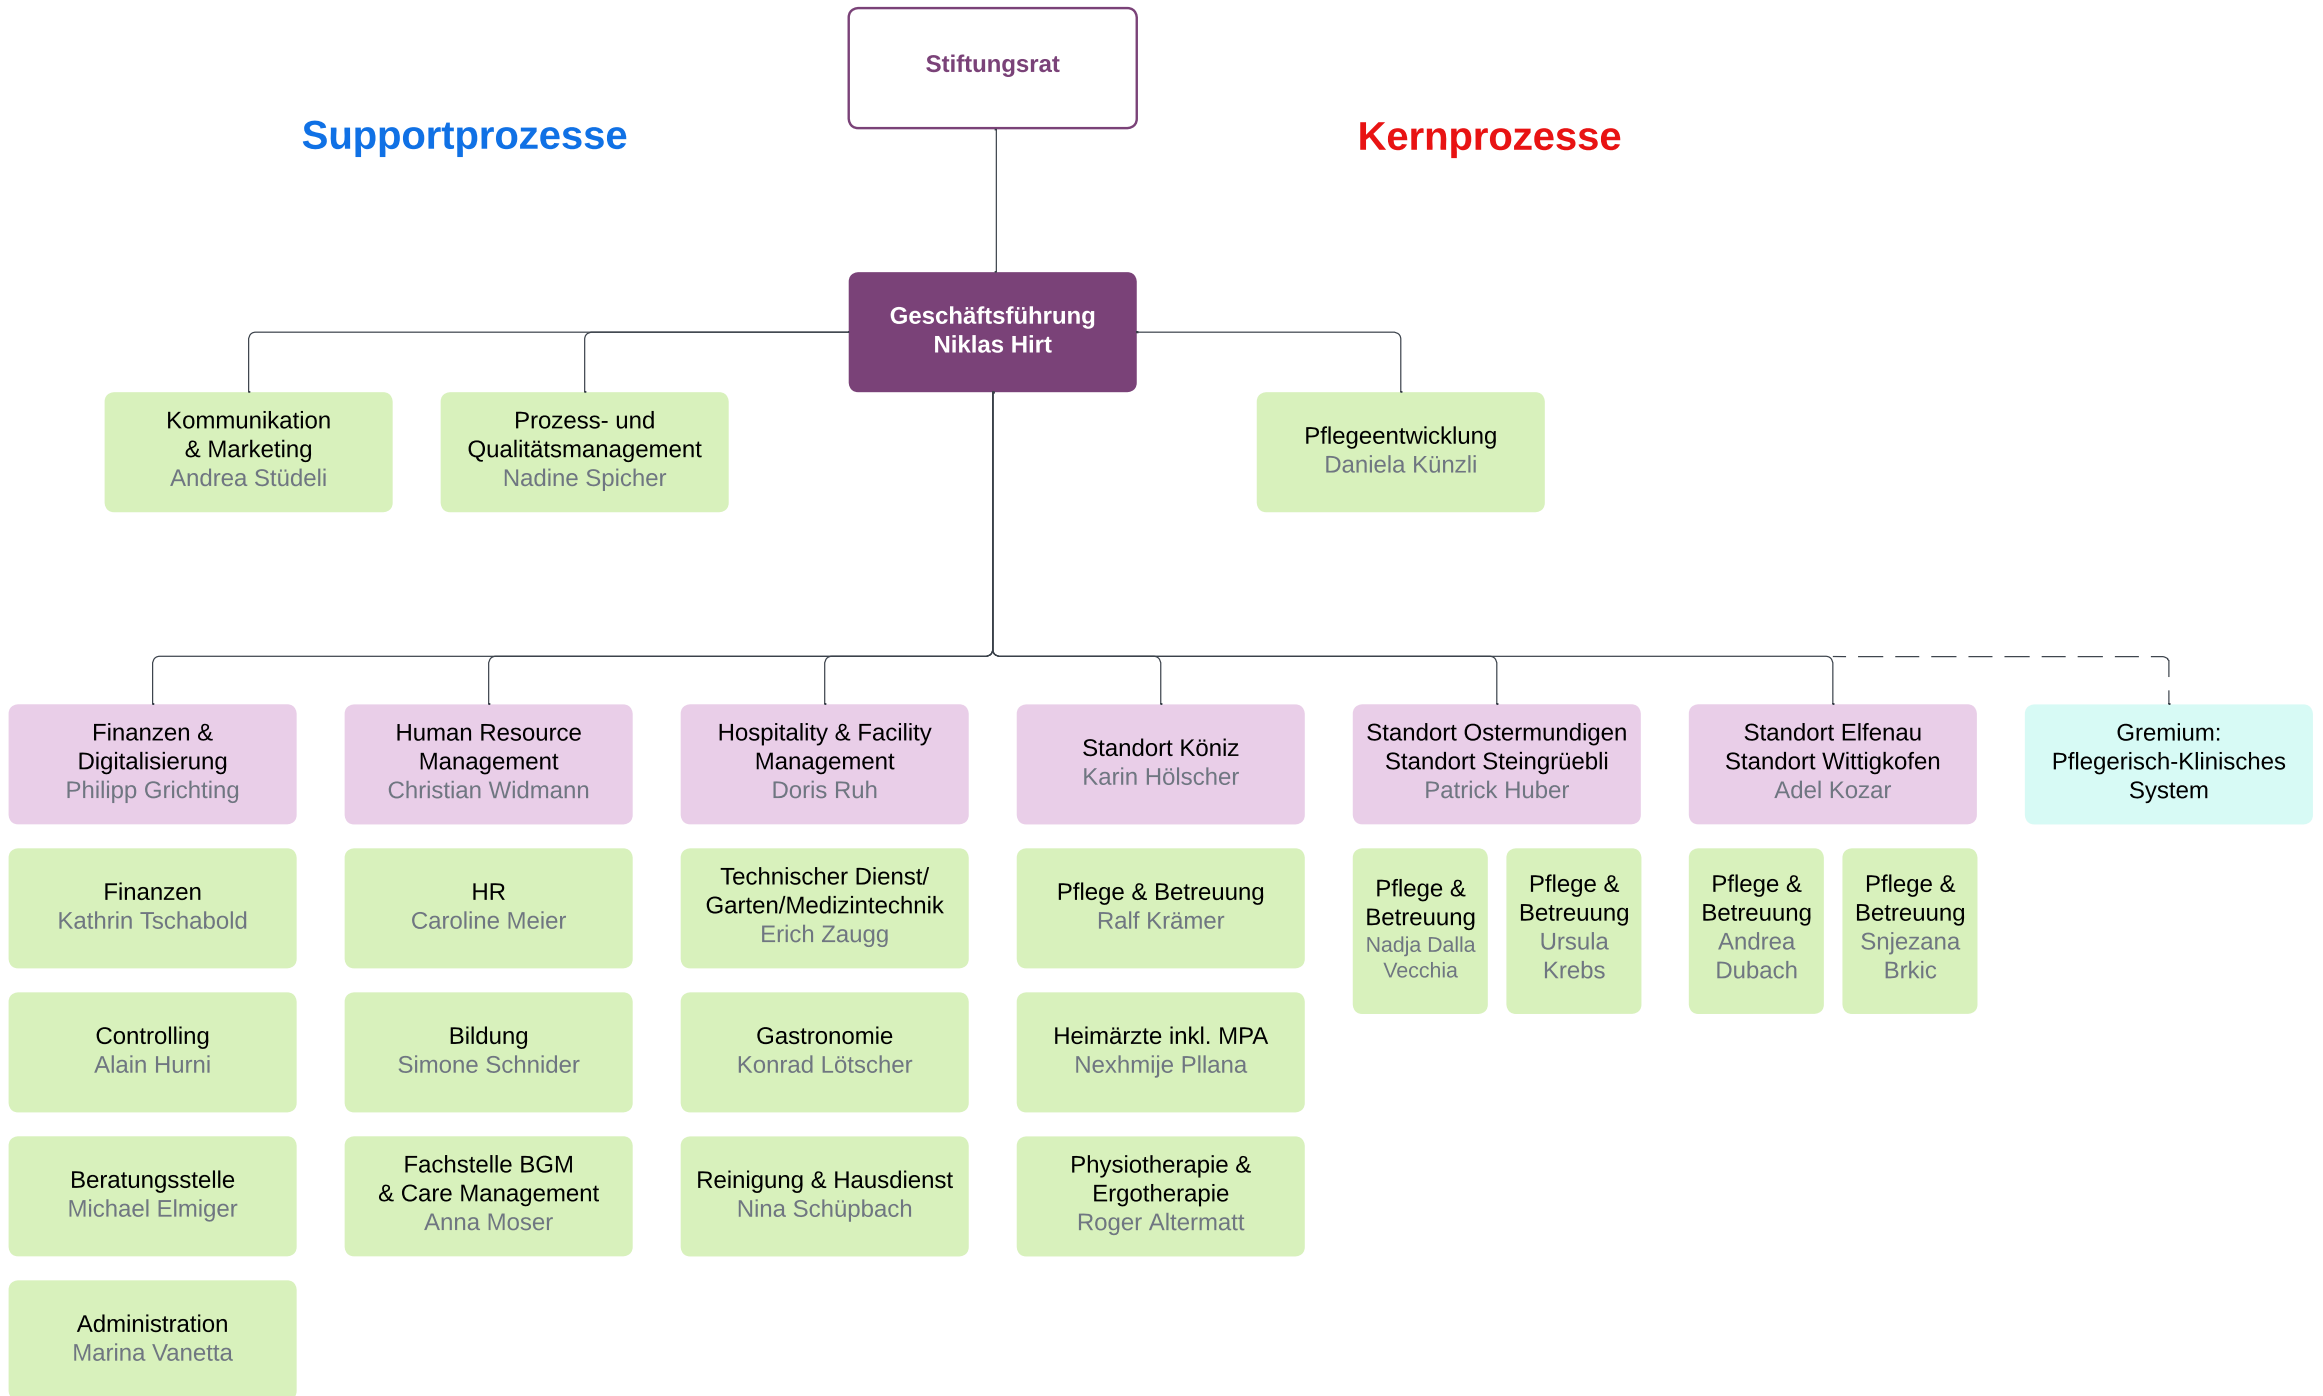 Stiftungsrat
Supportprozesse
Kernprozesse
Geschäftsführung
Niklas Hirt
Kommunikation
& Marketing
Andrea Stüdeli
Prozess- und
Qualitätsmanagement
Nadine Spicher
Pflegeentwicklung
Daniela Künzli
Finanzen &
Digitalisierung
Philipp Grichting
Human Resource
Management
Christian Widmann
Hospitality & Facility
Management
Doris Ruh
Standort Köniz
Karin Hölscher
Standort Ostermundigen
Standort Steingrüebli
Patrick Huber
Standort Elfenau
Standort Wittigkofen
Adel Kozar
Gremium:
Pflegerisch-Klinisches
System
Finanzen
Kathrin Tschabold
HR
Caroline Meier
Technischer Dienst/
Garten/Medizintechnik
Erich Zaugg
Pflege & Betreuung
Ralf Krämer
Pflege &
Betreuung
Nadja Dalla
Vecchia
Pflege &
Betreuung
Ursula
Krebs
Pflege &
Betreuung
Andrea
Dubach
Pflege &
Betreuung
Snjezana
Brkic
Controlling
Alain Hurni
Bildung
Simone Schnider
Gastronomie
Konrad Lötscher
Heimärzte inkl. MPA
Nexhmije Pllana
Beratungsstelle
Michael Elmiger
Fachstelle BGM
& Care Management
Anna Moser
Reinigung & Hausdienst
Nina Schüpbach
Physiotherapie &
Ergotherapie
Roger Altermatt
Administration
Marina Vanetta